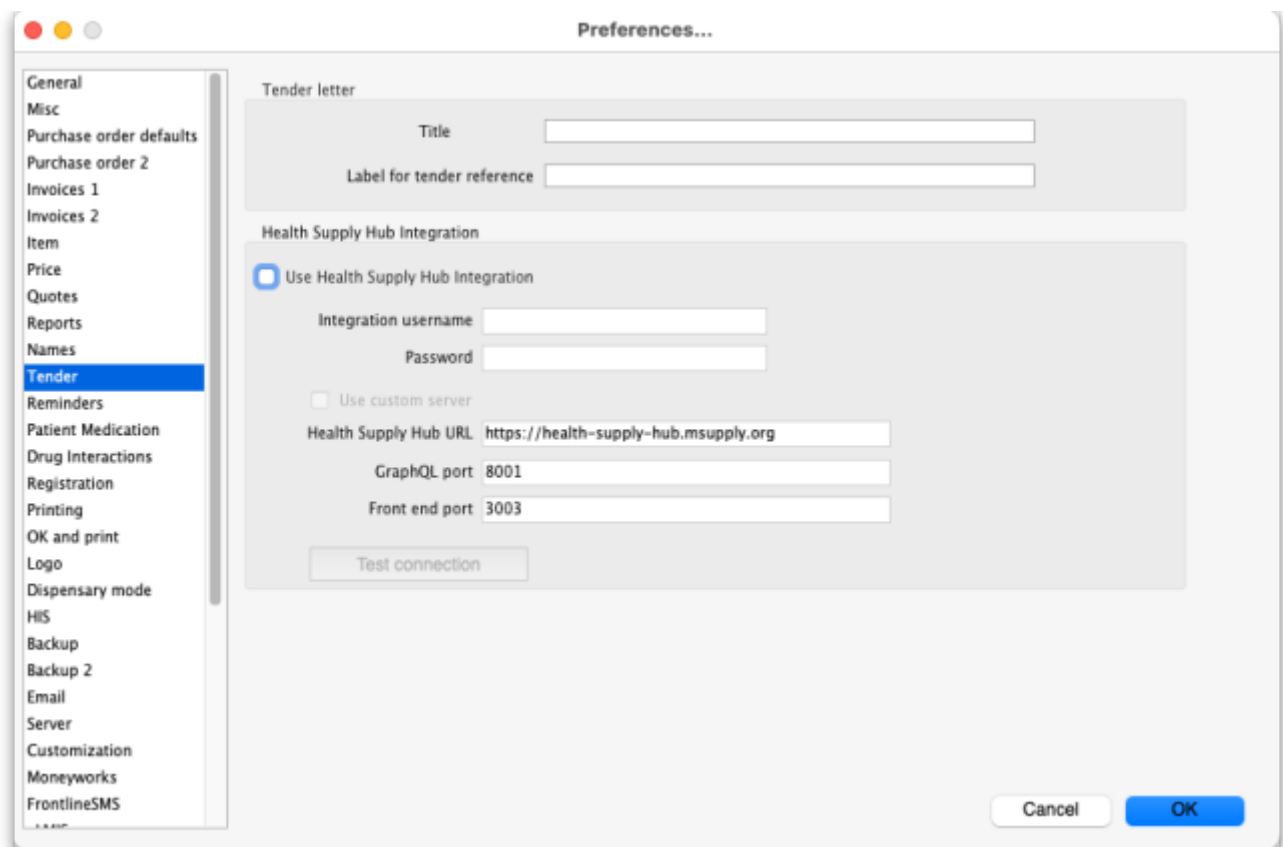 Preferences...
General
Misc
Purchase order defaults
Purchase order 2
Invoices 1
Invoices 2
Item
Price
Quotes
Reports
Names
Tender
Reminders
Patient Medication
Drug Interactions
Registration
Printing
OK and print
Logo
Dispensary mode
HIS
Backup
Backup 2
Email
Server
Customization
Moneyworks
FrontlineSMS
Tender letter
Title
Label for tender reference
Health Supply Hub Integration
Use Health Supply Hub Integration
Integration username
Password
Use custom server
Health Supply Hub URL https://health-supply-hub.msupply.org
GraphQL port 8001
Front end port 3003
Test connection
Cancel OK